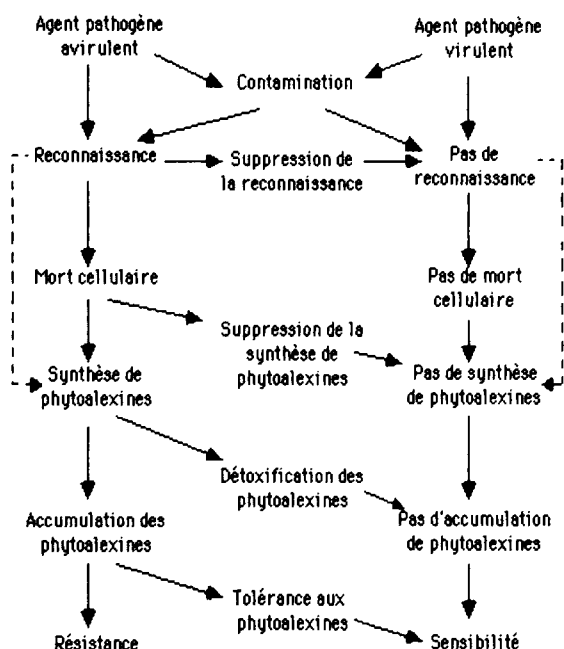 Agent pathogène
avirulent
Agent pathogène
virulent
Contamination
Reconnaissance
Suppression de
la reconnaissance
Pas de
reconnaissance
Mort cellulaire
Pas de mort
cellulaire
Suppression de la
synthèse de
phytoalexines
Synthèse de
phytoalexines
Pas de synthèse
de phytoalexines
Détoxification des
phytoalexines
Accumulation des
phytoalexines
Pas d'accumulation
de phytoalexines
Tolérance aux
phytoalexines
Résistance
Sensibilité